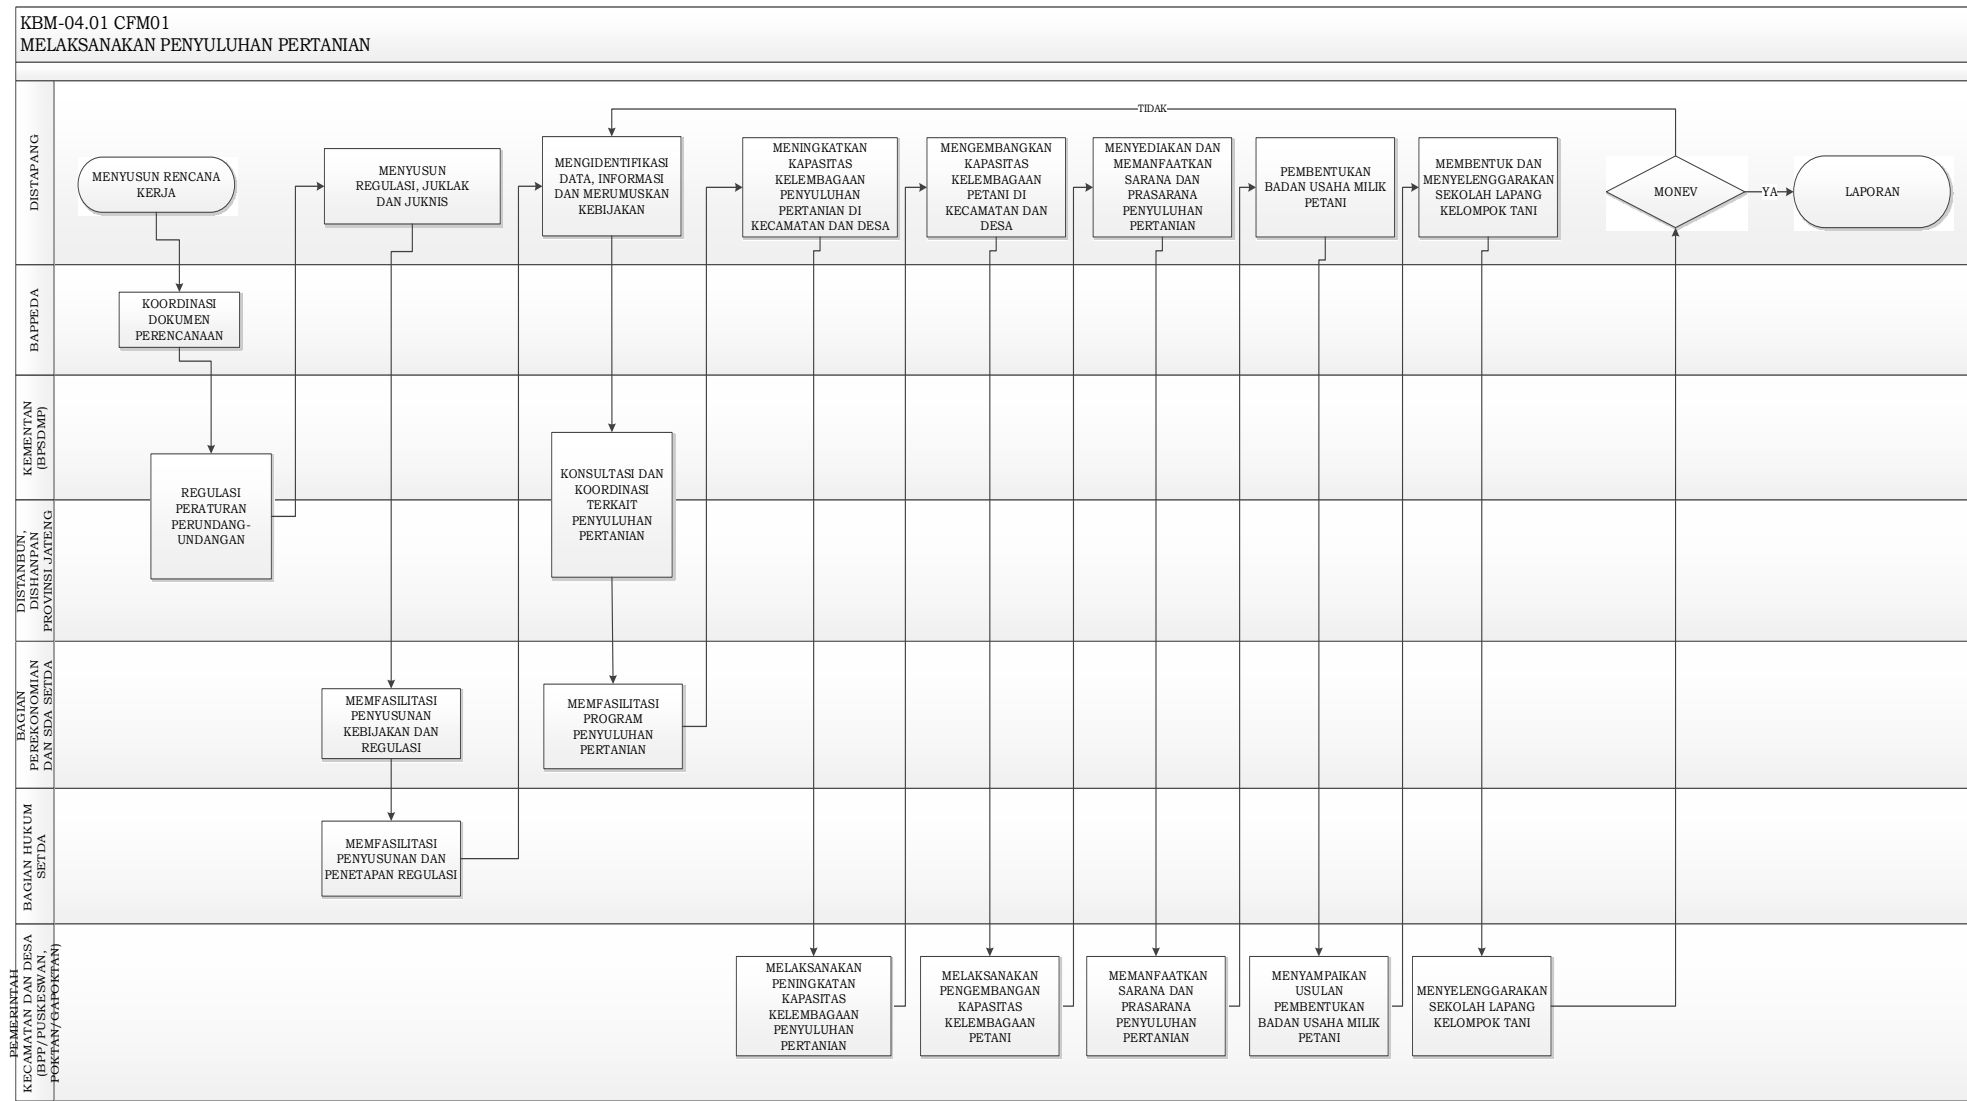 KBM-04.01 CFM01
MELAKSANAKAN PENYULUHAN PERTANIAN
DISTAPANG
MENYUSUN RENCANA
KERJA
MENYUSUN
REGULASI, JUKLAK
DAN JUKNIS
MENGIDENTIFIKASI
DATA, INFORMASI
DAN MERUMUSKAN
KEBIJAKAN
MENINGKATKAN
KAPASITAS
KELEMBAGAAN
PENYULUHAN
PERTANIAN DI
KECAMATAN DAN DESA
MENGEMBANGKAN
KAPASITAS
KELEMBAGAAN
PETANI DI
KECAMATAN DAN
DESA
MENYEDIAKAN DAN
MEMANFAATKAN
SARANA DAN
PRASARANA
PENYULUHAN
PERTANIAN
PEMBENTUKAN
BADAN USAHA MILIK
PETANI
MEMBENTUK DAN
MENYELENGGARAKAN
SEKOLAH LAPANG
KELOMPOK TANI
TIDAK
MONEV
YA
LAPORAN
BAPPEDA
KOORDINASI
DOKUMEN
PERENCANAAN
KEMENTAN
(BPSDMP)
REGULASI
PERATURAN
PERUNDANG-
UNDANGAN
KONSULTASI DAN
KOORDINASI
TERKAIT
PENYULUHAN
PERTANIAN
DISTANBUN,
DISHANPAN
PROVINSI JATENG
BAGIAN
PEREKONOMIAN
DAN SDA SETDA
MEMFASILITASI
PENYUSUNAN
KEBIJAKAN DAN
REGULASI
MEMFASILITASI
PROGRAM
PENYULUHAN
PERTANIAN
BAGIAN HUKUM
SETDA
MEMFASILITASI
PENYUSUNAN DAN
PENETAPAN REGULASI
PEMERINTAH
KECAMATAN DAN DESA
(BPP/PUSKESWAN,
POKTAN/GAPOKTAN)
MELAKSANAKAN
PENINGKATAN
KAPASITAS
KELEMBAGAAN
PENYULUHAN
PERTANIAN
MELAKSANAKAN
PENGEMBANGAN
KAPASITAS
KELEMBAGAAN
PETANI
MEMANFAATKAN
SARANA DAN
PRASARANA
PENYULUHAN
PERTANIAN
MENYAMPAIKAN
USULAN
PEMBENTUKAN
BADAN USAHA MILIK
PETANI
MENYELENGGARAKAN
SEKOLAH LAPANG
KELOMPOK TANI